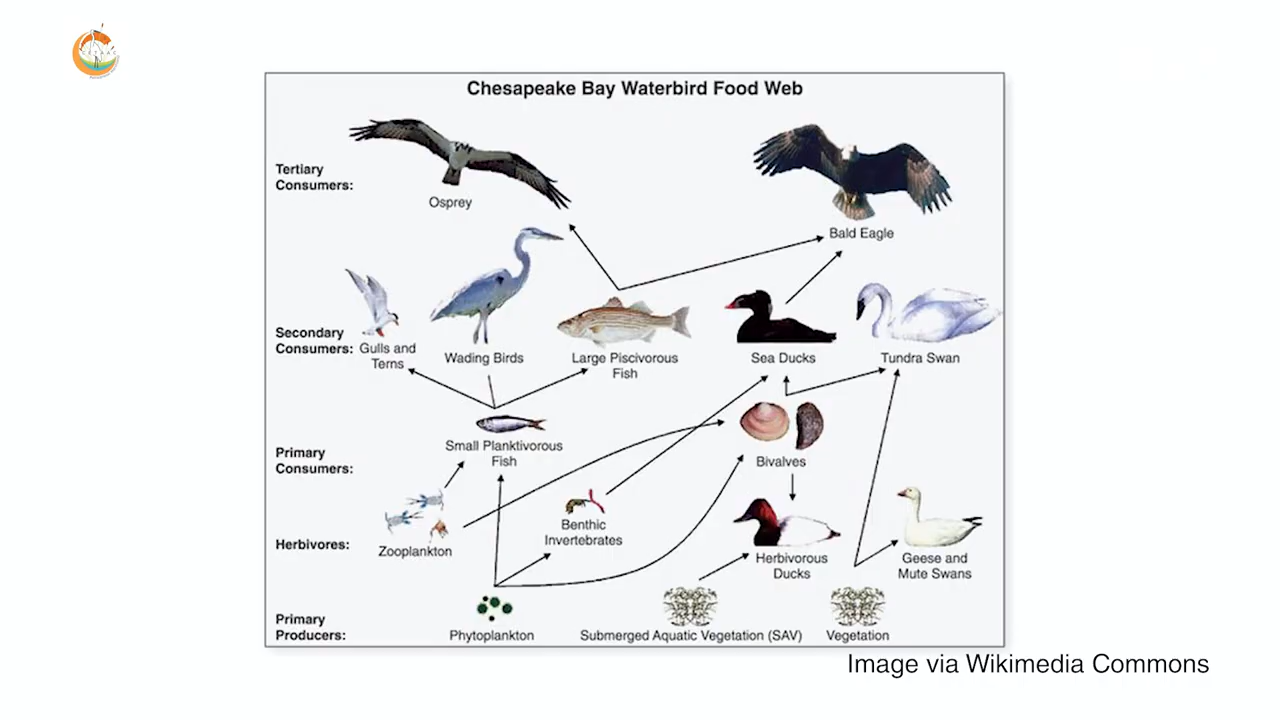 Chesapeake Bay Waterbird Food Web
Tertiary
Consumers:
Osprey
Bald Eagle
Secondary
Consumers:
Gulls and
Terns
Wading Birds
Large Piscivorous
Fish
Sea Ducks
Tundra Swan
Primary
Consumers:
Small Planktivorous
Fish
Bivalves
Herbivores:
Zooplankton
Benthic
Invertebrates
Herbivorous
Ducks
Geese and
Mute Swans
Primary
Producers:
Phytoplankton
Submerged Aquatic Vegetation (SAV)
Vegetation
Image via Wikimedia Commons